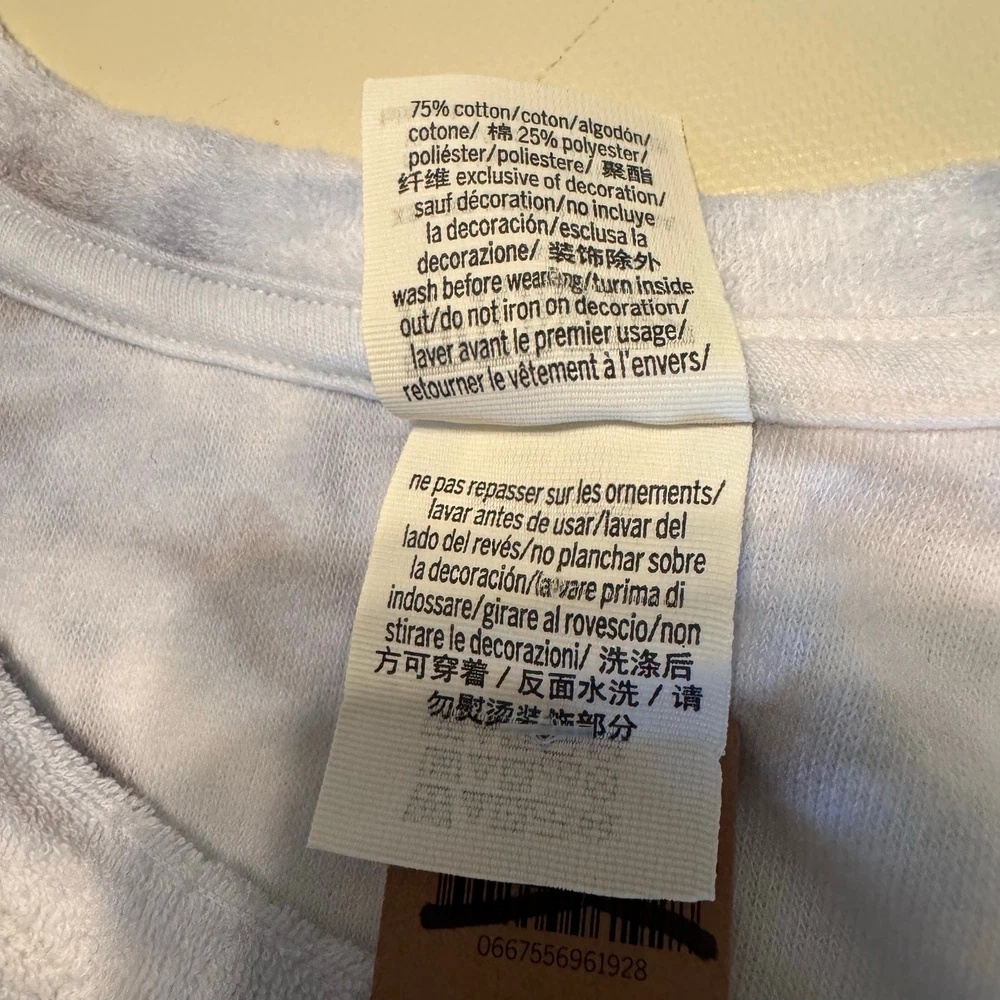 75% cotton/coton/algodón/
cotone/ 棉 25% polyester/
poliéster/poliestere/ 聚酯
纤维 exclusive of decoration/
sauf décoration/no incluye
la decoración/esclusa la
decorazione/ 装饰除外
wash before wearing/turn inside
out/do not iron on decoration/
laver avant le premier usage/
retourner le vêtement à l'envers/
ne pas repasser sur les ornements/
lavar antes de usar/lavar del
lado del revés/no planchar sobre
la decoración/lavare prima di
indossare/girare al rovescio/non
stirare le decorazioni/ 洗涤后
方可穿着 / 反面水洗 / 请
勿熨烫装饰部分
0667556961928